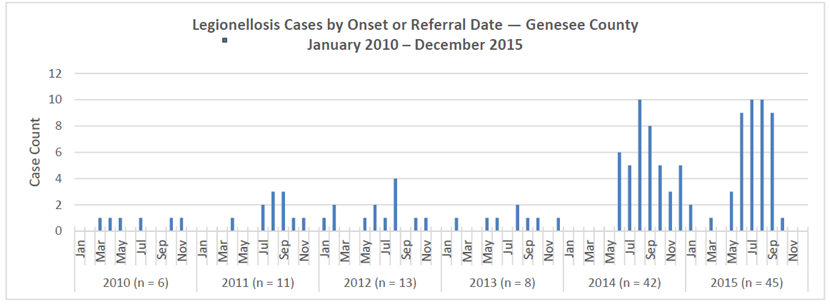 Legionellosis Cases by Onset or Referral Date — Genesee County
January 2010 – December 2015
Case Count
12
10
8
6
4
2
0
Jan Mar May Jul Sep Nov Jan Mar May Jul Sep Nov Jan Mar May Jul Sep Nov Jan Mar May Jul Sep Nov Jan Mar May Jul Sep Nov Jan Mar May Jul Sep Nov
2010 (n = 6) 2011 (n = 11) 2012 (n = 13) 2013 (n = 8) 2014 (n = 42) 2015 (n = 45)